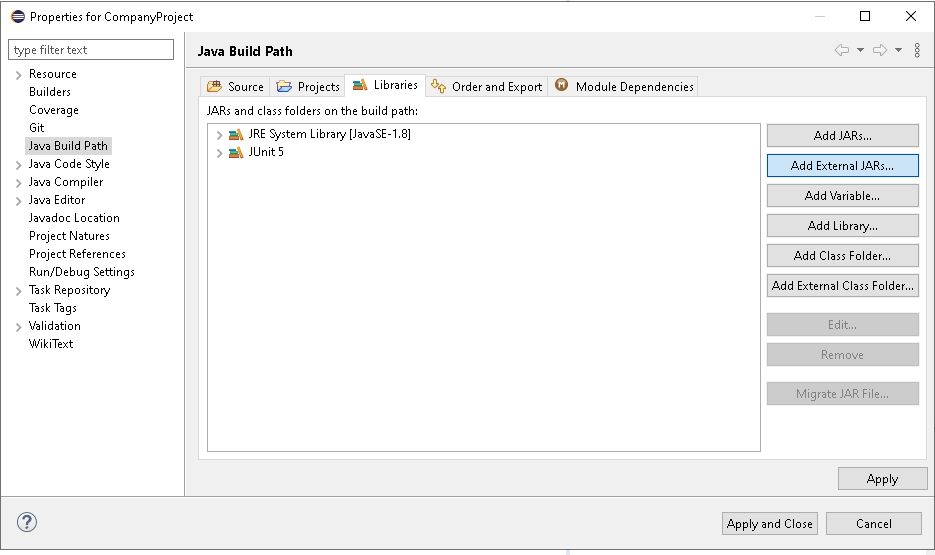 Properties for CompanyProject
type filter text
Resource
Builders
Coverage
Git
Java Build Path
Java Code Style
Java Compiler
Java Editor
Javadoc Location
Project Natures
Project References
Run/Debug Settings
Task Repository
Task Tags
Validation
WikiText
Java Build Path
Source Projects Libraries Order and Export M Module Dependencies
JARs and class folders on the build path:
JRE System Library [JavaSE-1.8]
JUnit 5
Add JARs...
Add External JARs...
Add Variable...
Add Library...
Add Class Folder...
Add External Class Folder...
Edit...
Remove
Migrate JAR File...
Apply
?
Apply and Close Cancel